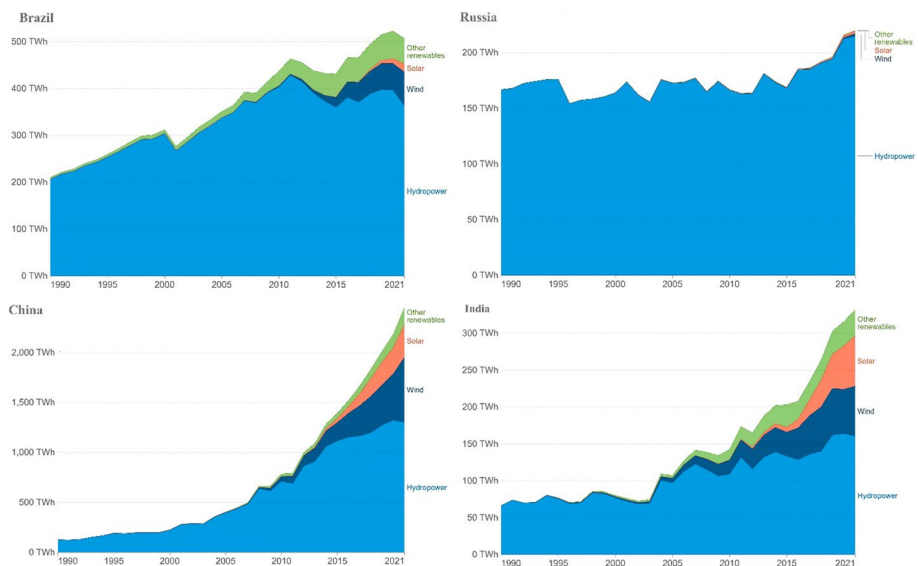 Brazil
500 TWh
400 TWh
300 TWh
200 TWh
100 TWh
0 TWh
1990 1995 2000 2005 2010 2015 2021
Other
renewables
Solar
Wind
Hydropower
Russia
200 TWh
150 TWh
100 TWh
50 TWh
0 TWh
1990 1995 2000 2005 2010 2015 2021
Other
renewables
Solar
Wind
Hydropower
China
2,000 TWh
1,500 TWh
1,000 TWh
500 TWh
0 TWh
1990 1995 2000 2005 2010 2015 2021
Other
renewables
Solar
Wind
Hydropower
India
300 TWh
250 TWh
200 TWh
150 TWh
100 TWh
50 TWh
0 TWh
1990 1995 2000 2005 2010 2015 2021
Other
renewables
Solar
Wind
Hydropower